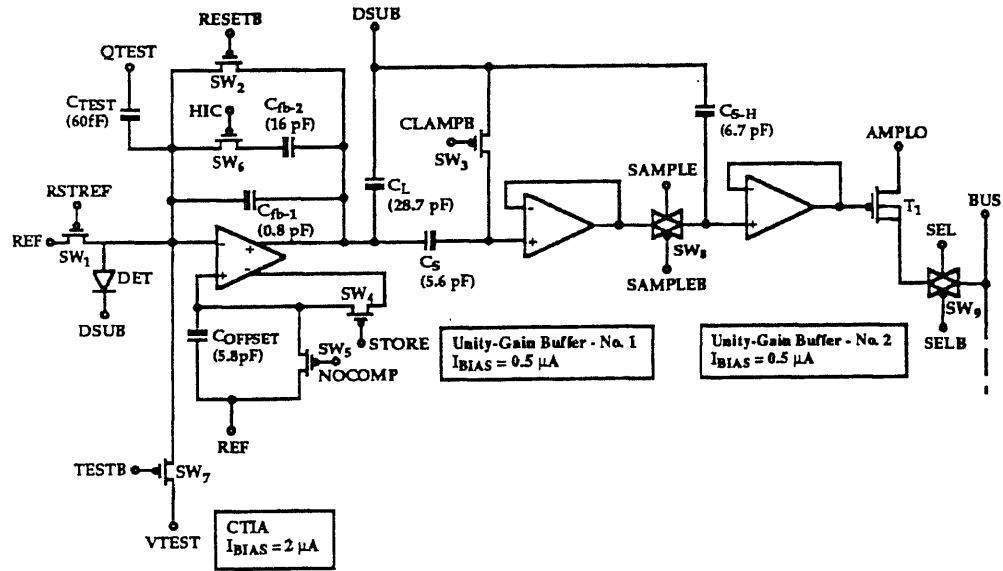 DSUB
RESETB
QTEST
SW2
CTEST
(60fF)
HIC
Cfb-2
(16 pF)
SW6
CLAMPB
SW3
CS-H
(6.7 pF)
AMPLO
CL
(28.7 pF)
RSTREF
Cfb-1
(0.8 pF)
SAMPLE
T1
BUS
REF
SW1
SEL
DET
CS
(5.6 pF)
SW8
SAMPLEB
SW9
SELB
DSUB
SW4
COFFSET
(5.8pF)
STORE
SW5
NOCOMP
Unity-Gain Buffer - No. 1
IBIAS = 0.5 µA
Unity-Gain Buffer - No. 2
IBIAS = 0.5 µA
REF
TESTB
SW7
VTEST
CTIA
IBIAS = 2 µA